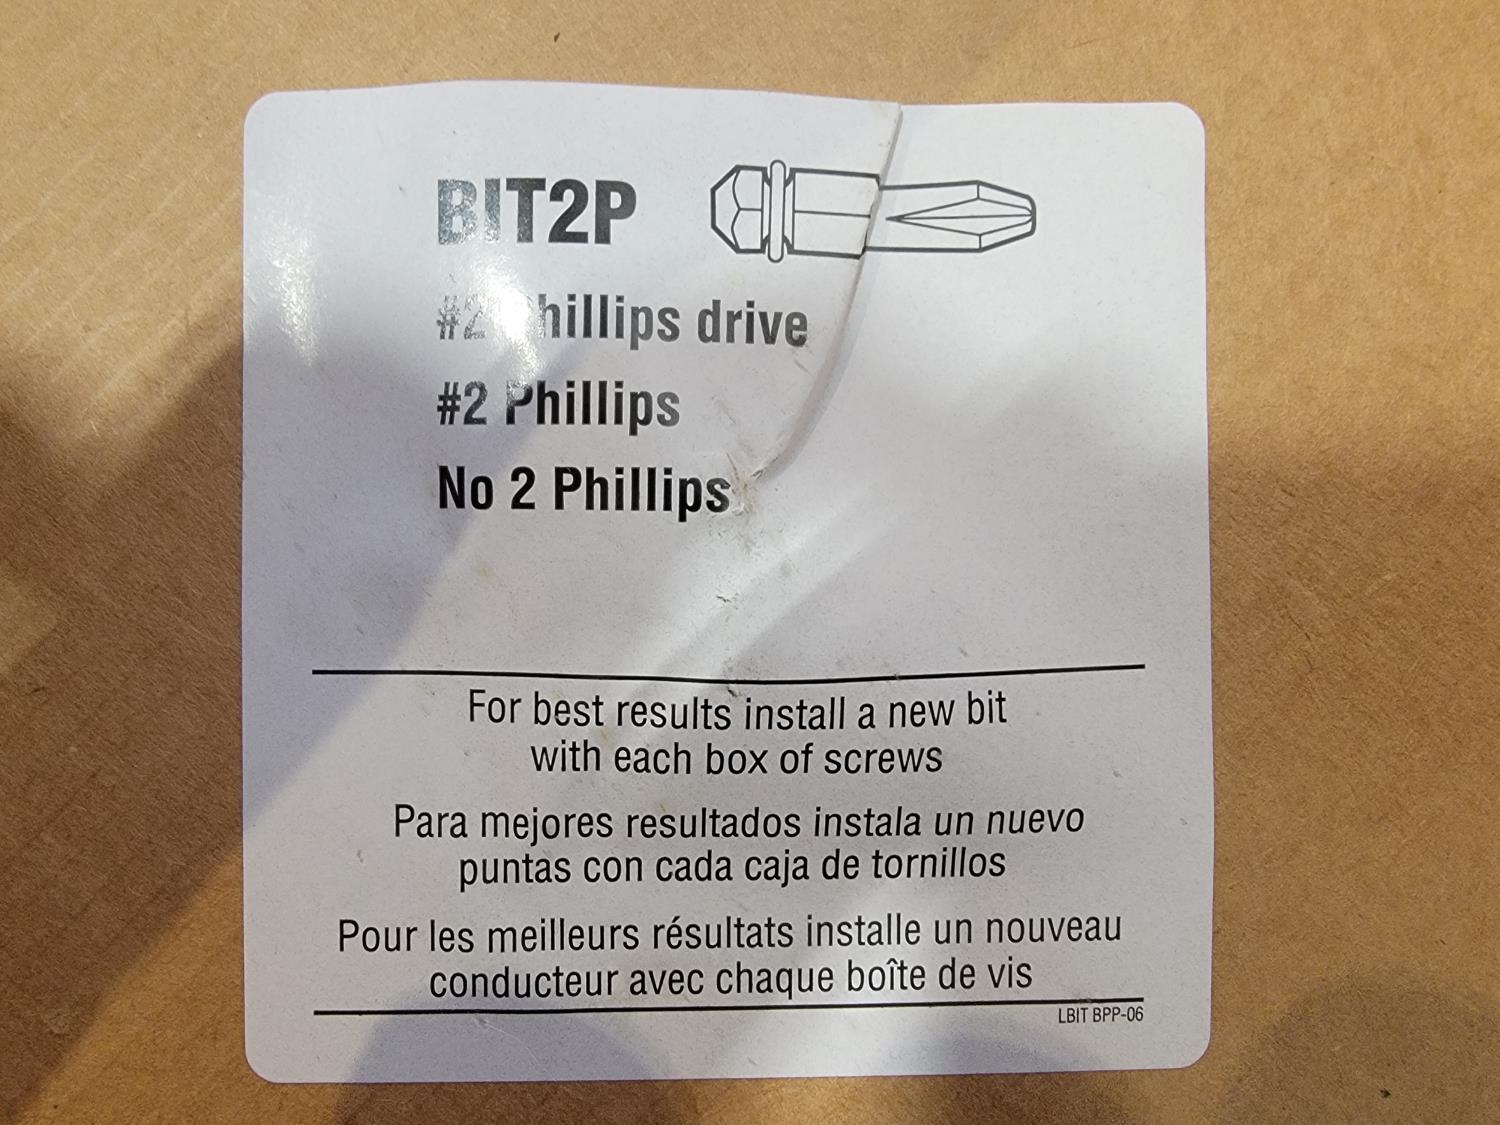 BIT2P
#2 Phillips drive
#2 Phillips
No 2 Phillips
For best results install a new bit
with each box of screws
Para mejores resultados instala un nuevo
puntas con cada caja de tornillos
Pour les meilleurs résultats installe un nouveau
conducteur avec chaque boîte de vis
LBIT BPP-06